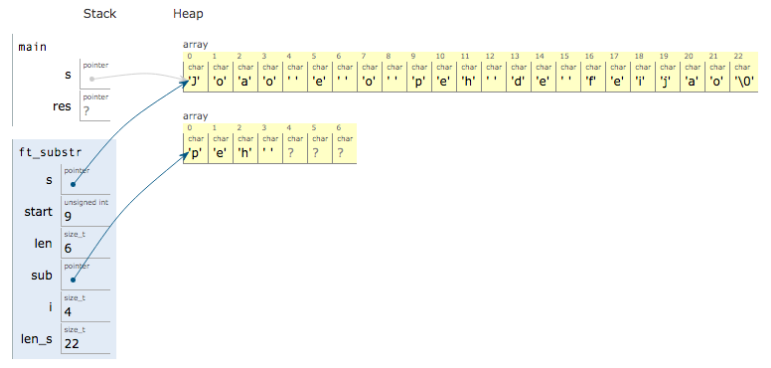 Stack Heap
main
array
0 1 2 3 4 5 6 7 8 9 10 11 12 13 14 15 16 17 18 19 20 21 22
s pointer
char char char char char char char char char char char char char char char char char char char char char char char
'J' 'o' 'a' 'o' ' ' 'e' ' ' 'o' ' ' 'p' 'e' 'h' ' ' 'd' 'e' ' ' 'f' 'e' 'i' 'j' 'a' 'o' '\0'
res pointer
?
array
0 1 2 3 4 5 6
char char char char char char char
'p' 'e' 'h' ' ' ? ? ?
ft_substr
s pointer
start unsigned int
9
len size_t
6
sub pointer
i size_t
4
len_s size_t
22